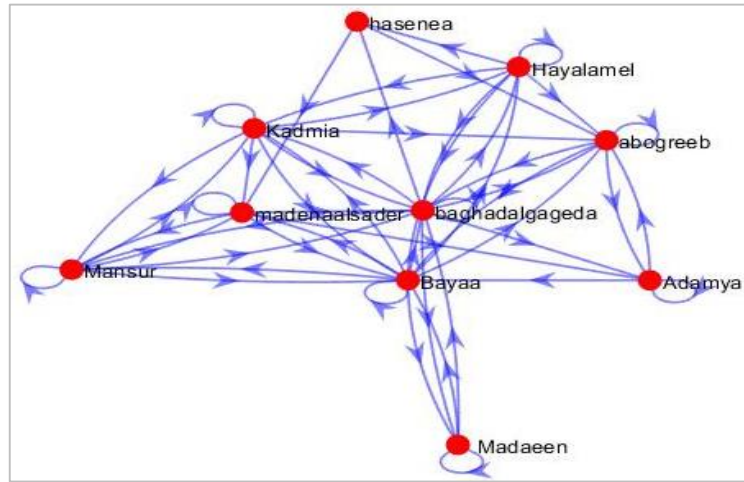 hasenea
Hayalamel
Kadmia
abogreeb
madenaalsader
baghadalgageda
Mansur
Bayaa
Adamya
Madaeen